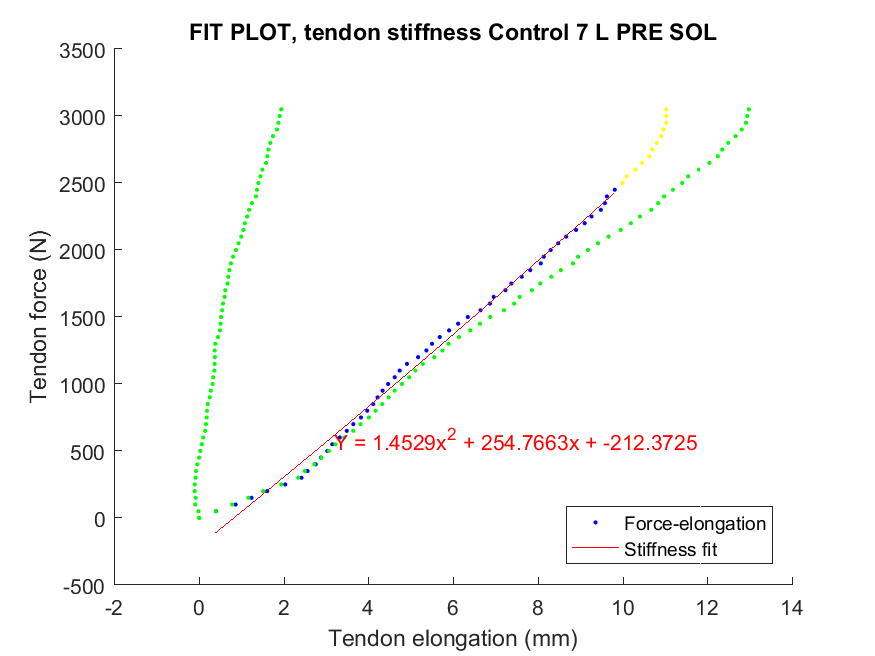 FIT PLOT, tendon stiffness Control 7 L PRE SOL
3500
3000
2500
2000
1500
1000
500
0
-500
Tendon force (N)
Y = 1.4529x² + 254.7663x + -212.3725
Force-elongation
Stiffness fit
-2 0 2 4 6 8 10 12 14
Tendon elongation (mm)